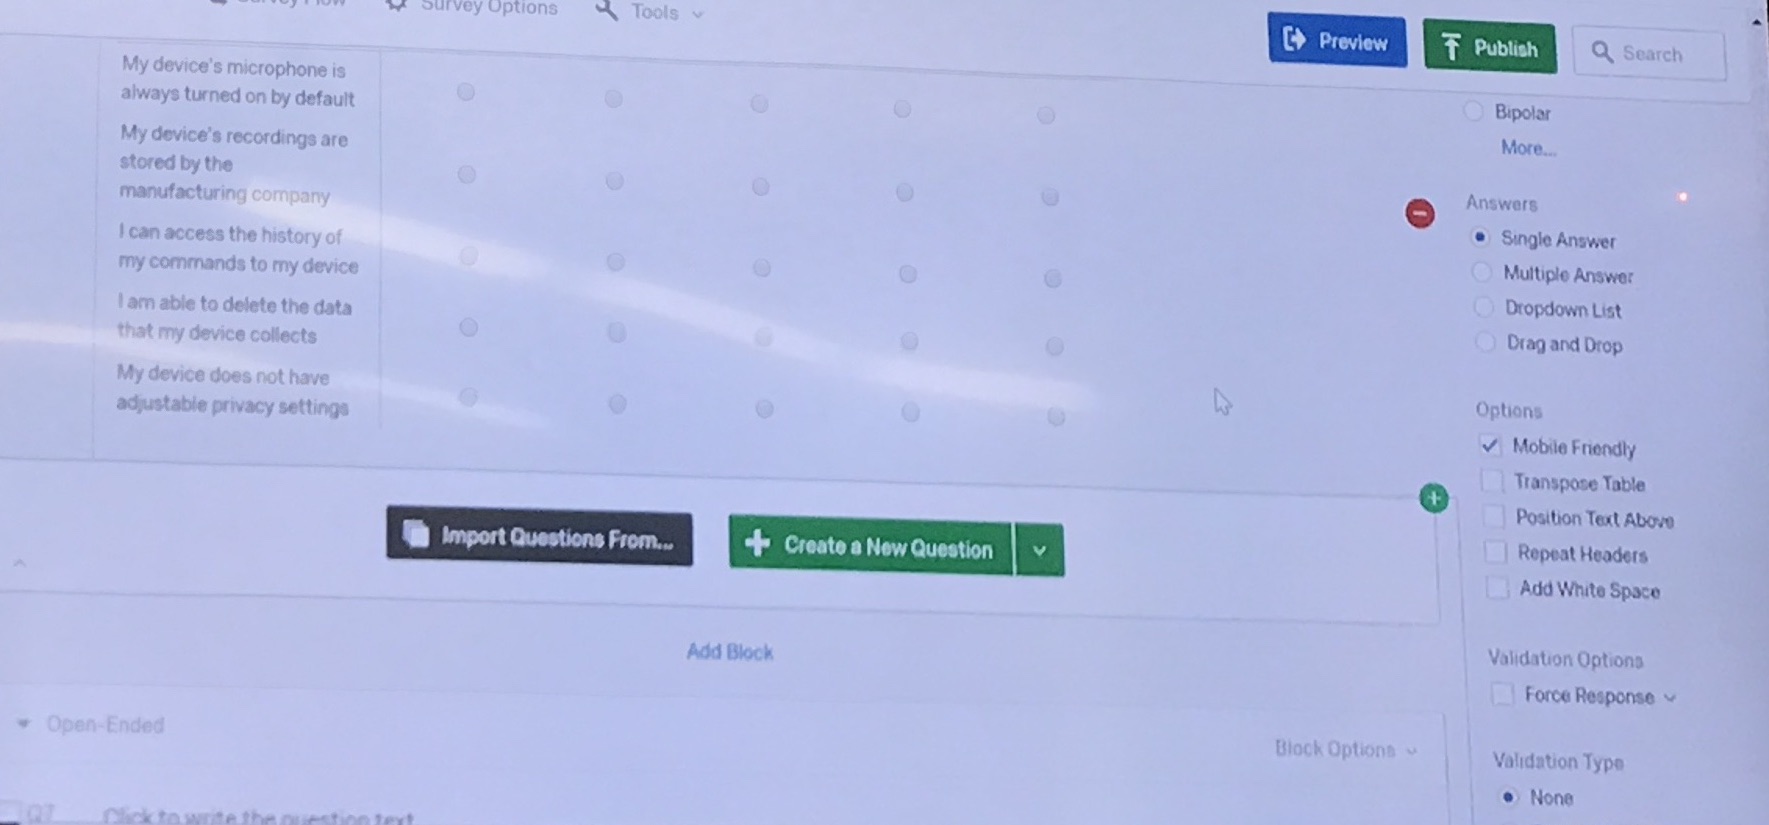 Survey Flow
Survey Options
Tools
Preview
Publish
Search
My device's microphone is
always turned on by default
My device's recordings are
stored by the
manufacturing company
I can access the history of
my commands to my device
I am able to delete the data
that my device collects
My device does not have
adjustable privacy settings
Bipolar
More...
Answers
Single Answer
Multiple Answer
Dropdown List
Drag and Drop
Options
Mobile Friendly
Transpose Table
Position Text Above
Repeat Headers
Add White Space
Validation Options
Force Response
Validation Type
None
Import Questions From...
Create a New Question
Add Block
Open-Ended
Block Options
Q7
Click to write the question text